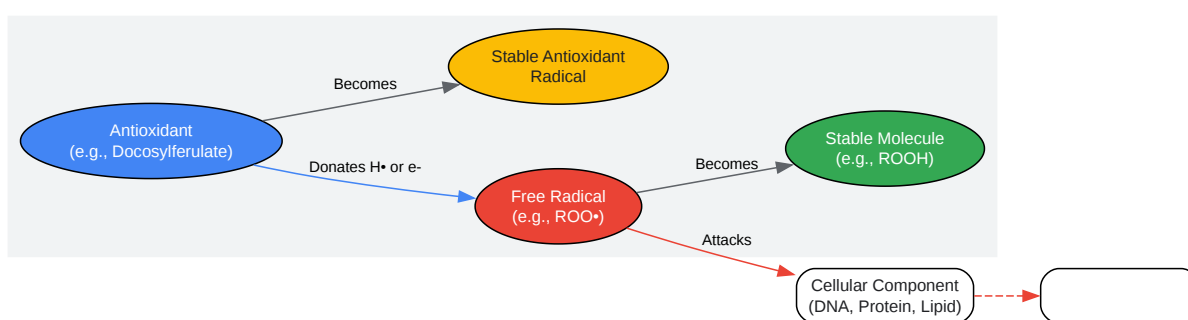 Stable Antioxidant
Radical
Becomes
Antioxidant
(e.g., Docosylferulate)
Donates H• or e-
Stable Molecule
(e.g., ROOH)
Becomes
Free Radical
(e.g., ROO•)
Attacks
Cellular Component
(DNA, Protein, Lipid)